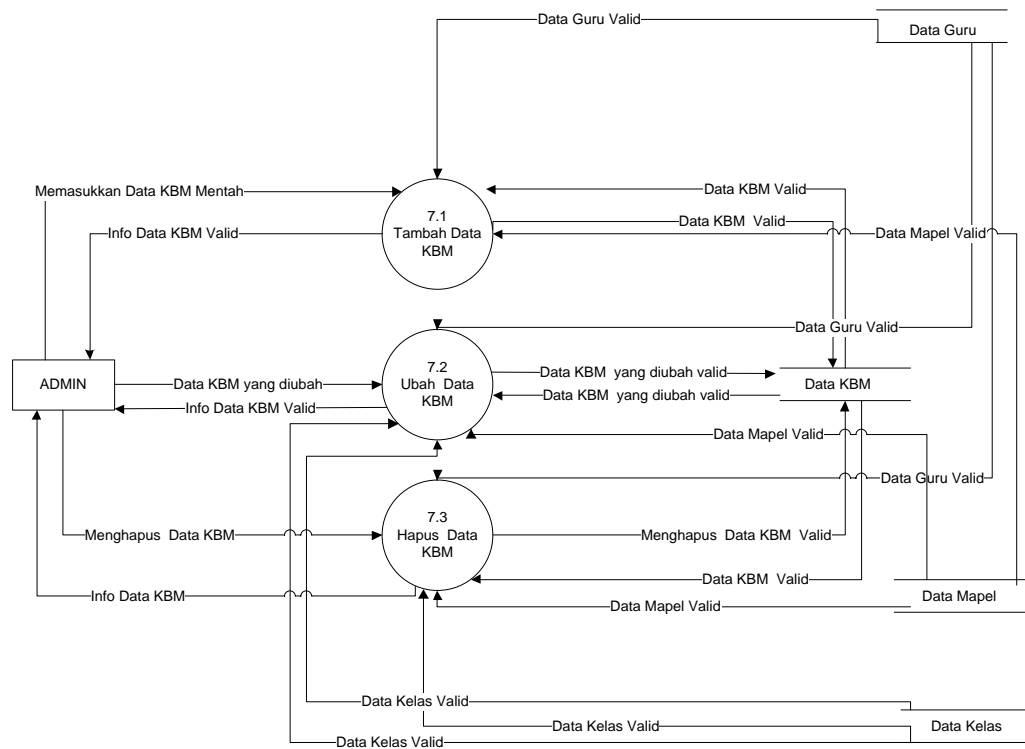 Data Guru Valid
Data Guru
Memasukkan Data KBM Mentah
Data KBM Valid
7.1
Tambah Data
KBM
Data KBM  Valid
Info Data KBM Valid
Data Mapel Valid
Data Guru Valid
7.2
Ubah  Data
KBM
ADMIN
Data KBM yang diubah
Data KBM  yang diubah valid
Data KBM
Data KBM  yang diubah valid
Info Data KBM Valid
Data Mapel Valid
Data Guru Valid
7.3
Hapus  Data
KBM
Menghapus  Data KBM
Menghapus  Data KBM  Valid
Data KBM  Valid
Info Data KBM
Data Mapel
Data Mapel Valid
Data Kelas Valid
Data Kelas Valid
Data Kelas
Data Kelas Valid